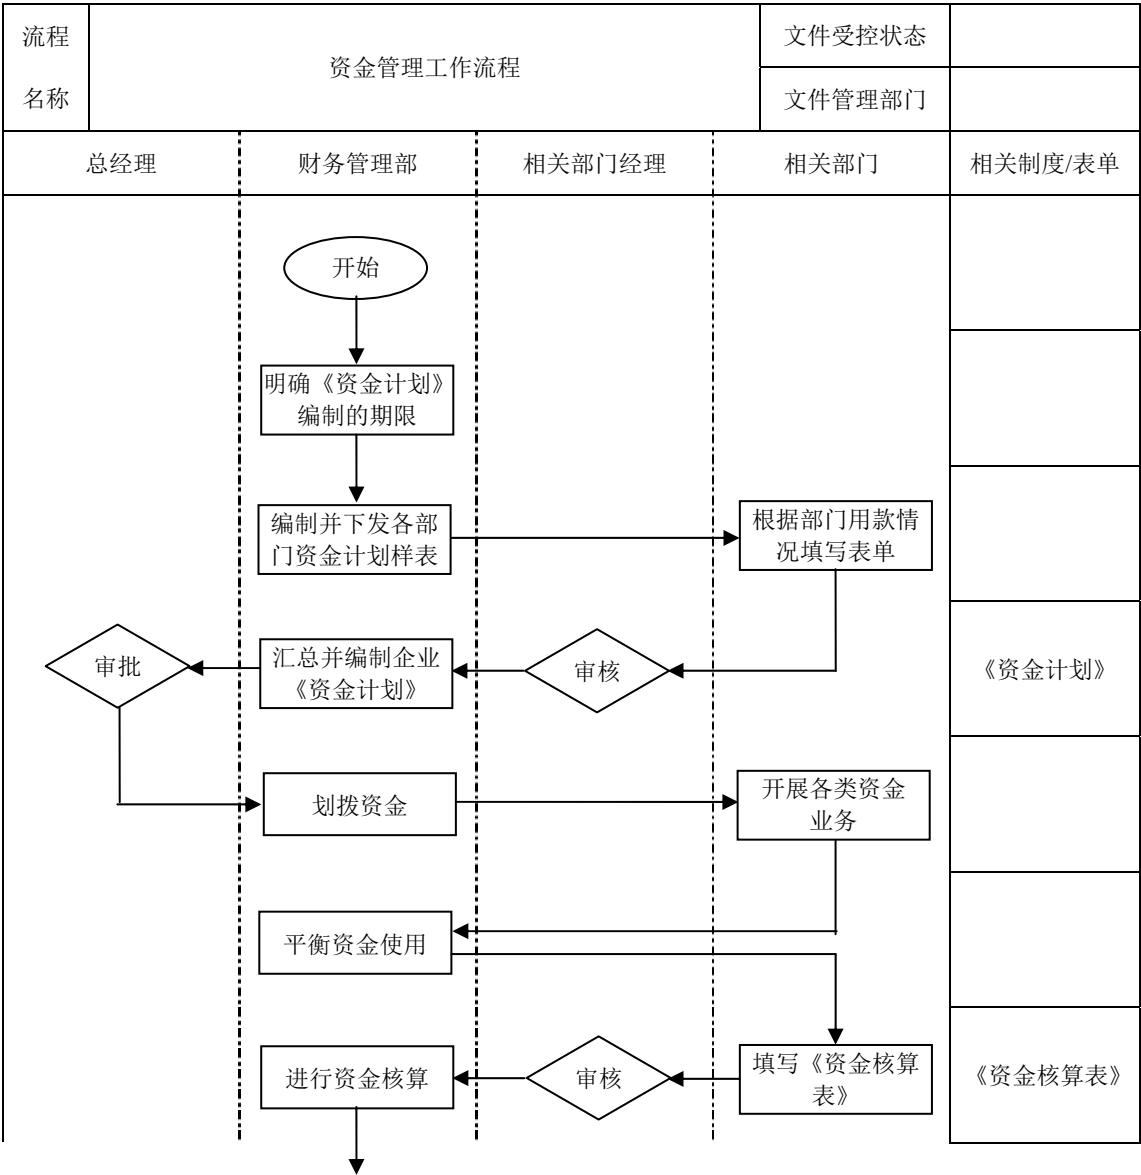 流程
名称
资金管理工作流程
文件受控状态
文件管理部门
总经理
财务管理部
相关部门经理
相关部门
相关制度/表单
开始
明确《资金计划》
编制的期限
编制并下发各部
门资金计划样表
根据部门用款情
况填写表单
审批
汇总并编制企业
《资金计划》
审核
《资金计划》
划拨资金
开展各类资金
业务
平衡资金使用
进行资金核算
审核
填写《资金核算
表》
《资金核算表》